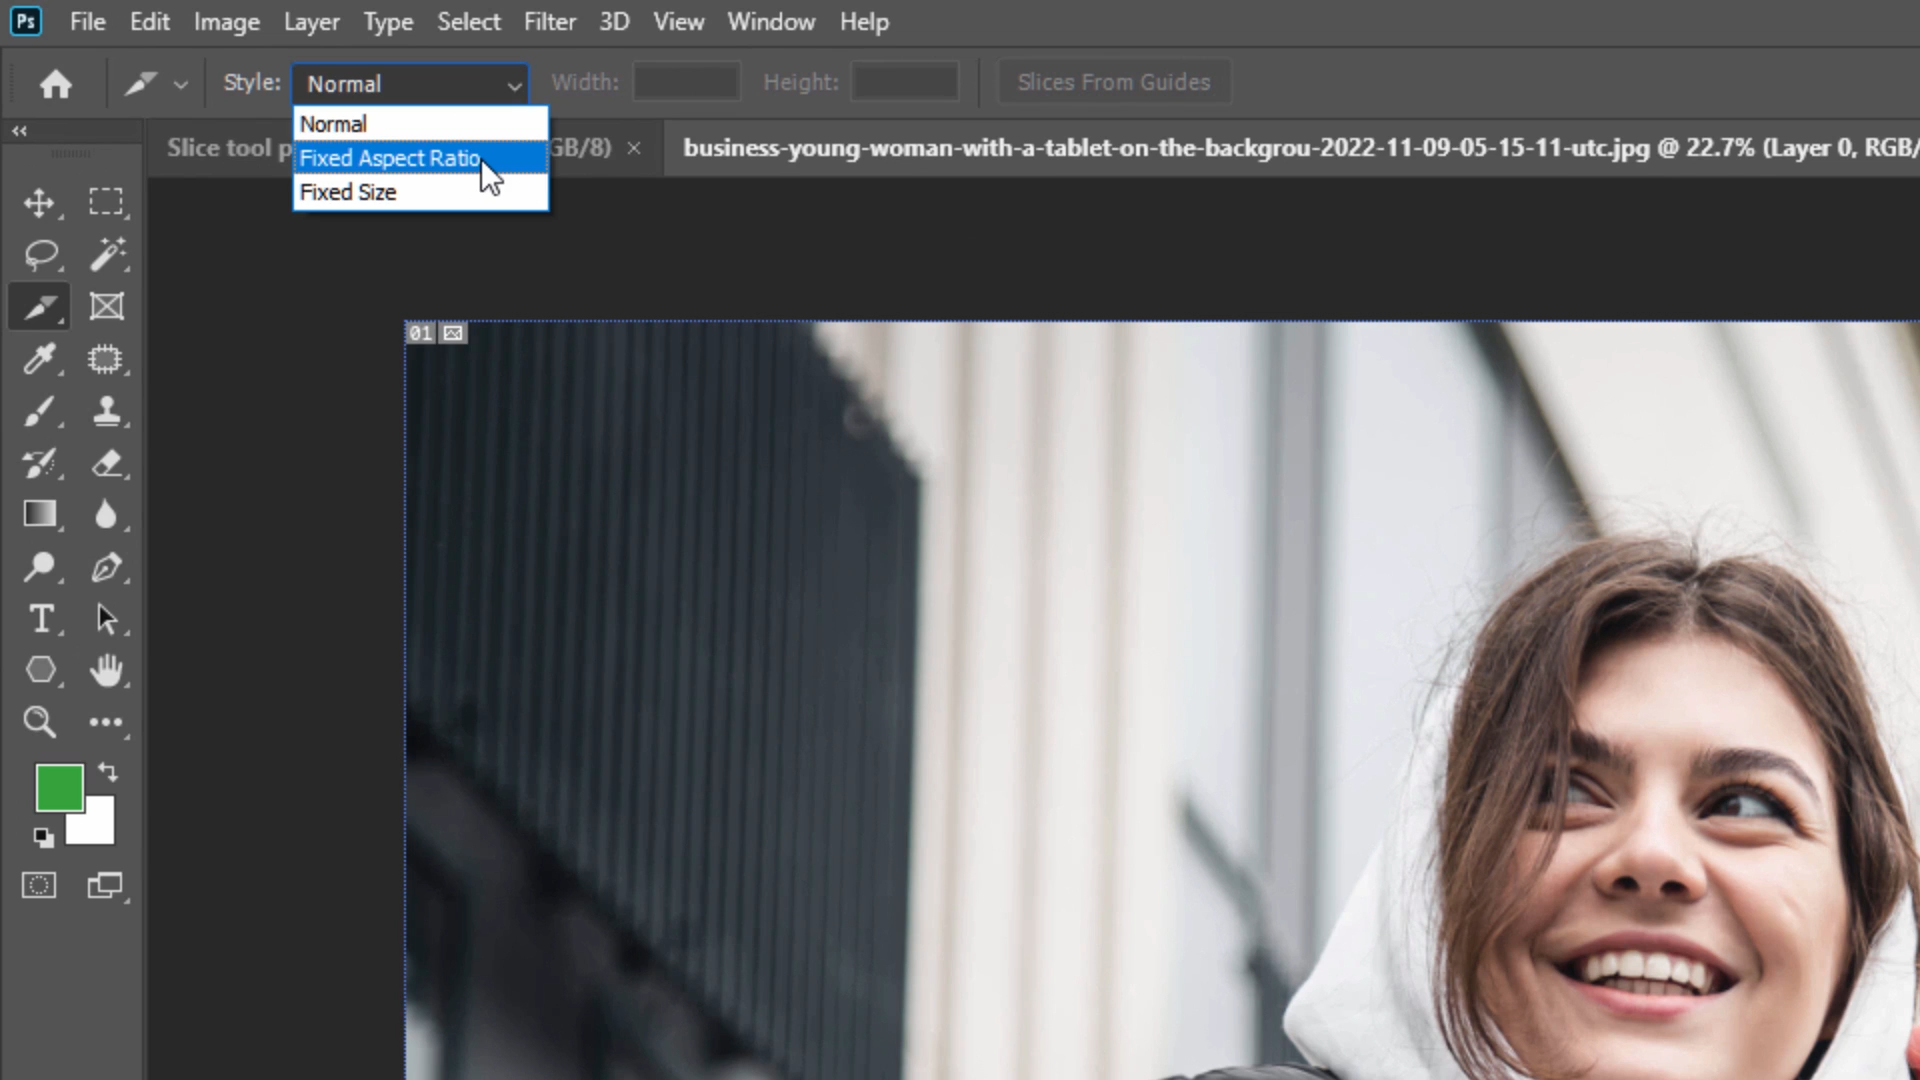 Ps File Edit Image Layer Type Select Filter 3D View Window Help
Style: Normal Width: Height: Slices From Guides
Normal
Fixed Aspect Ratio
Fixed Size
Slice tool GB/8) × business-young-woman-with-a-tablet-on-the-backgrou-2022-11-09-05-15-11-utc.jpg @ 22.7% (Layer 0, RGB/
01